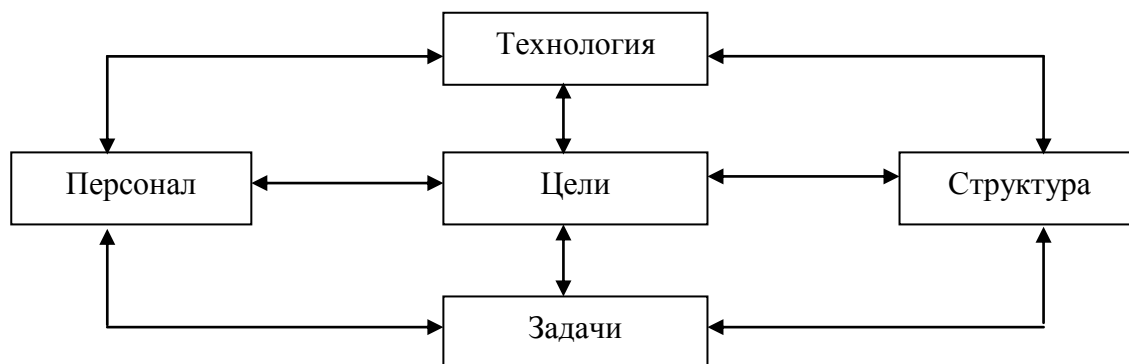 Технология
Персонал
Цели
Структура
Задачи